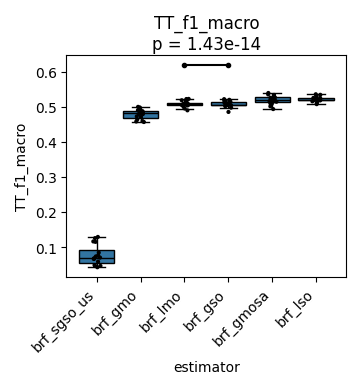 TT_f1_macro
p = 1.43e-14
TT_f1_macro
0.6
0.5
0.4
0.3
0.2
0.1
brf_sgso_us
brf_gmo
brf_lmo
brf_gso
brf_gmosa
brf_lso
estimator